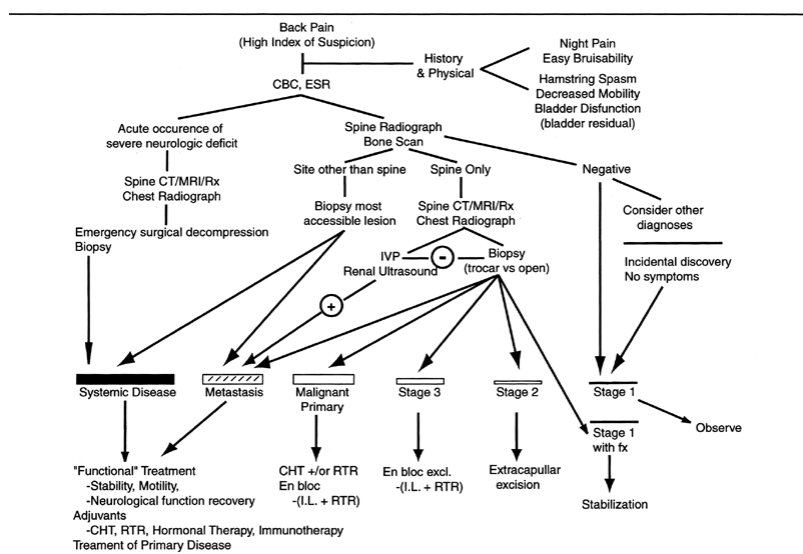 Back Pain
(High Index of Suspicion)
History
& Physical
Night Pain
Easy Bruisability
Hamstring Spasm
Decreased Mobility
Bladder Disfunction
(bladder residual)
CBC, ESR
Acute occurence of
severe neurologic deficit
Spine Radiograph
Bone Scan
Site other than spine
Spine Only
Negative
Spine CT/MRI/Rx
Chest Radiograph
Biopsy most
accessible lesion
Spine CT/MRI/Rx
Chest Radiograph
Consider other
diagnoses
Emergency surgical decompression
Biopsy
IVP
Renal Ultrasound
-
Biopsy
(trocar vs open)
Incidental discovery
No symptoms
+
Systemic Disease
Metastasis
Malignant
Primary
Stage 3
Stage 2
Stage 1
Observe
Stage 1
with fx
"Functional" Treatment
-Stability, Motility,
-Neurological function recovery
Adjuvants
-CHT, RTR, Hormonal Therapy, Immunotherapy
Treament of Primary Disease
CHT +/or RTR
En bloc
-(I.L. + RTR)
En bloc excl.
-(I.L. + RTR)
Extracapullar
excision
Stabilization